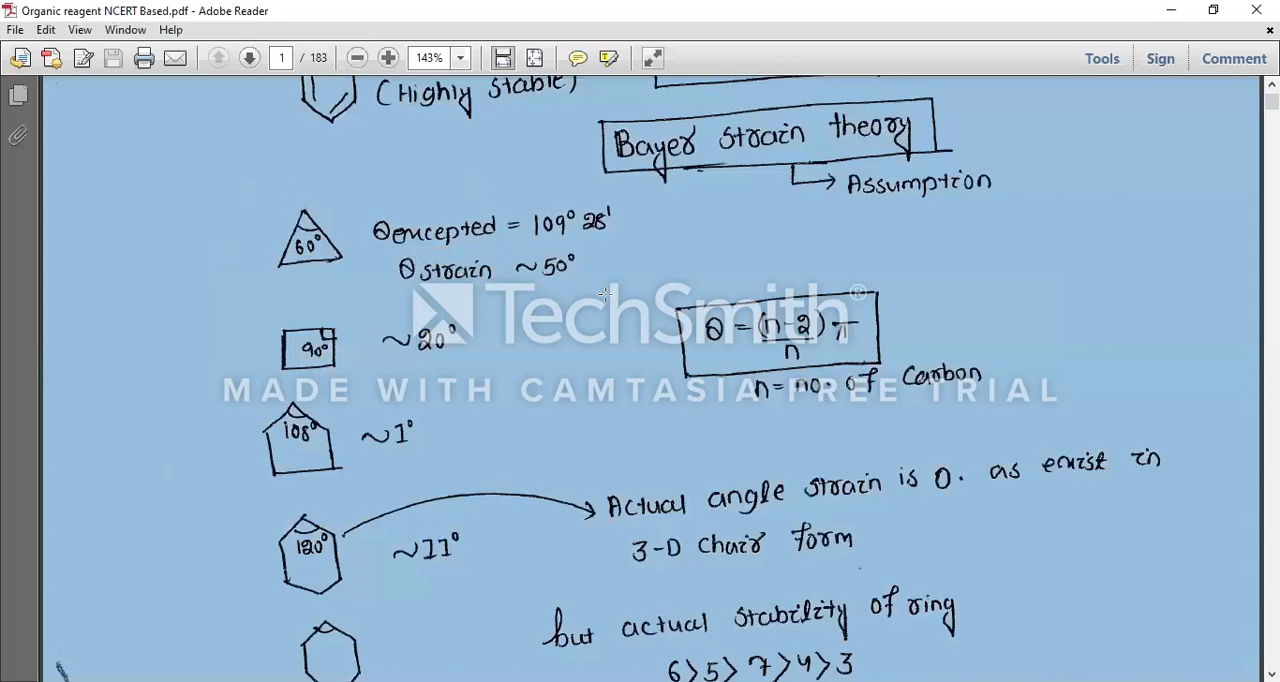 Organic reagent NCERT Based.pdf - Adobe Reader
File Edit View Window Help
1 / 183 143% Tools Sign Comment
(Highly stable)
Bayer strain theory
Assumption
60° θexcepted = 109° 28'
θ strain ~50°
TechSmith®
90° ~20°
θ = (n-2) π
n
MADE WITH CAMTASIA FREE TRIAL
n = no. of Carbon
108° ~1°
Actual angle strain is 0. as exist in
120° ~11°
3-D Chair form
but actual stability of ring
6>5>7>4>3